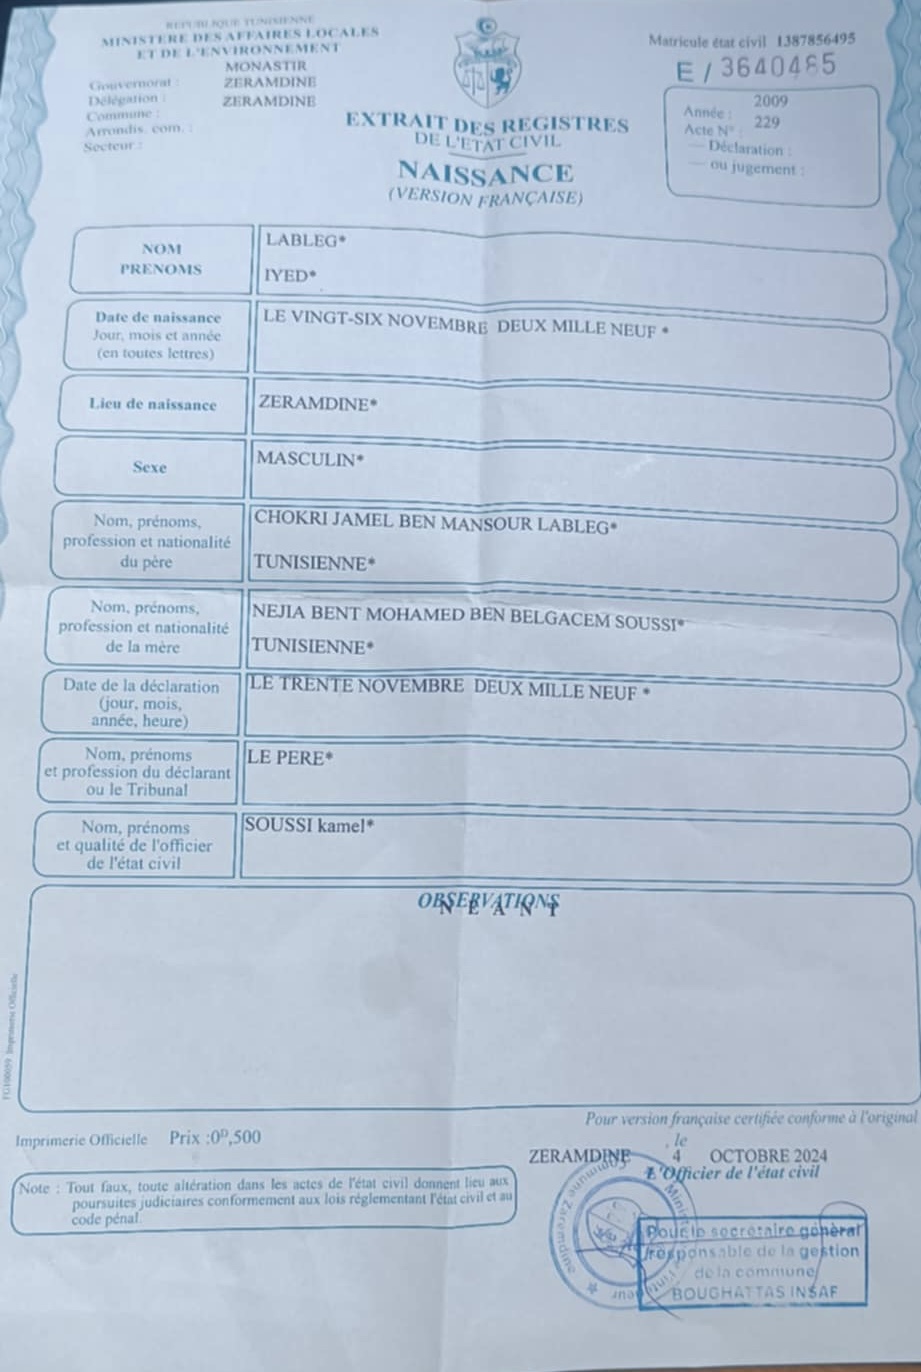 REPUBLIQUE TUNISIENNE
MINISTERE DES AFFAIRES LOCALES
ET DE L'ENVIRONNEMENT
Gouvernorat : MONASTIR
Délégation : ZERAMDINE
Commune : ZERAMDINE
Arrondis. com. :
Secteur :
Matricule état civil 1387856495
E / 3640485
Année : 2009
Acte N° : 229
— Déclaration :
— ou jugement :
EXTRAIT DES REGISTRES
DE L'ETAT CIVIL
NAISSANCE
(VERSION FRANÇAISE)
NOM
PRENOMS
LABLEG*
IYED*
Date de naissance
Jour, mois et année
(en toutes lettres)
LE VINGT-SIX NOVEMBRE DEUX MILLE NEUF *
Lieu de naissance
ZERAMDINE*
Sexe
MASCULIN*
Nom, prénoms,
profession et nationalité
du père
CHOKRI JAMEL BEN MANSOUR LABLEG*
TUNISIENNE*
Nom, prénoms,
profession et nationalité
de la mère
NEJIA BENT MOHAMED BEN BELGACEM SOUSSI*
TUNISIENNE*
Date de la déclaration
(jour, mois,
année, heure)
LE TRENTE NOVEMBRE DEUX MILLE NEUF *
Nom, prénoms
et profession du déclarant
ou le Tribunal
LE PERE*
Nom, prénoms
et qualité de l'officier
de l'état civil
SOUSSI kamel*
OBSERVATIONS
N E A N T
Imprimerie Officielle
Pour version française certifiée conforme à l'original
Imprimerie Officielle Prix :0ᴰ,500
, le
ZERAMDINE 4 OCTOBRE 2024
L'Officier de l'état civil
Note : Tout faux, toute altération dans les actes de l'état civil donnent lieu aux
poursuites judiciaires conformement aux lois réglementant l'état civil et au
code pénal.
Commune Zaramdine
Pour le secrétaire général
responsable de la gestion
de la commune
BOUGHATTAS INSAF